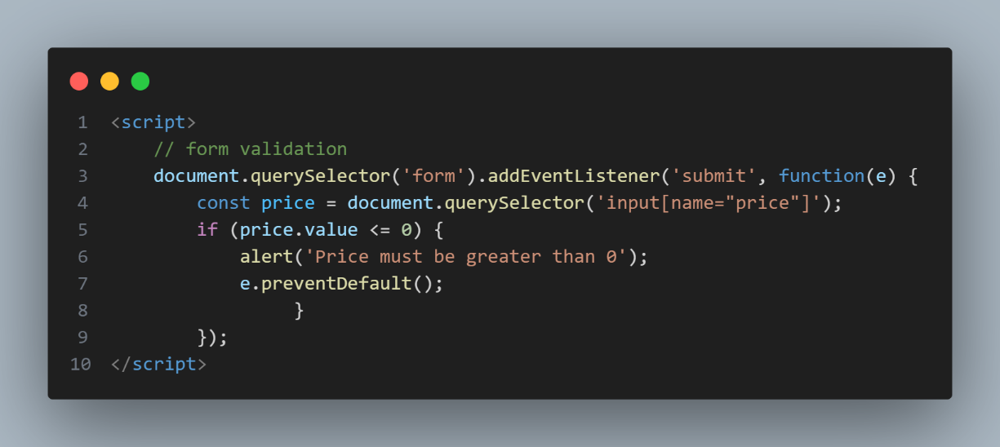 1 <script>
2     // form validation
3     document.querySelector('form').addEventListener('submit', function(e) {
4         const price = document.querySelector('input[name="price"]');
5         if (price.value <= 0) {
6             alert('Price must be greater than 0');
7             e.preventDefault();
8                  }
9         });
10 </script>